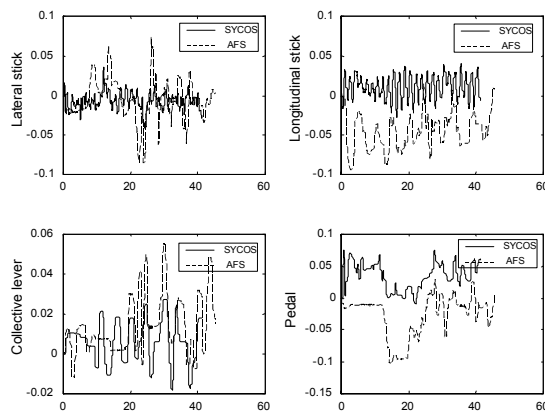 0.1
0.05
0
-0.05
-0.1
Lateral stick
SYCOS
AFS
0 20 40 60
0.1
0.05
0
-0.05
-0.1
Longitudinal stick
SYCOS
AFS
0 20 40 60
0.06
0.04
0.02
0
-0.02
Collective lever
SYCOS
AFS
0 20 40 60
0.1
0.05
0
-0.05
-0.1
-0.15
Pedal
SYCOS
AFS
0 20 40 60